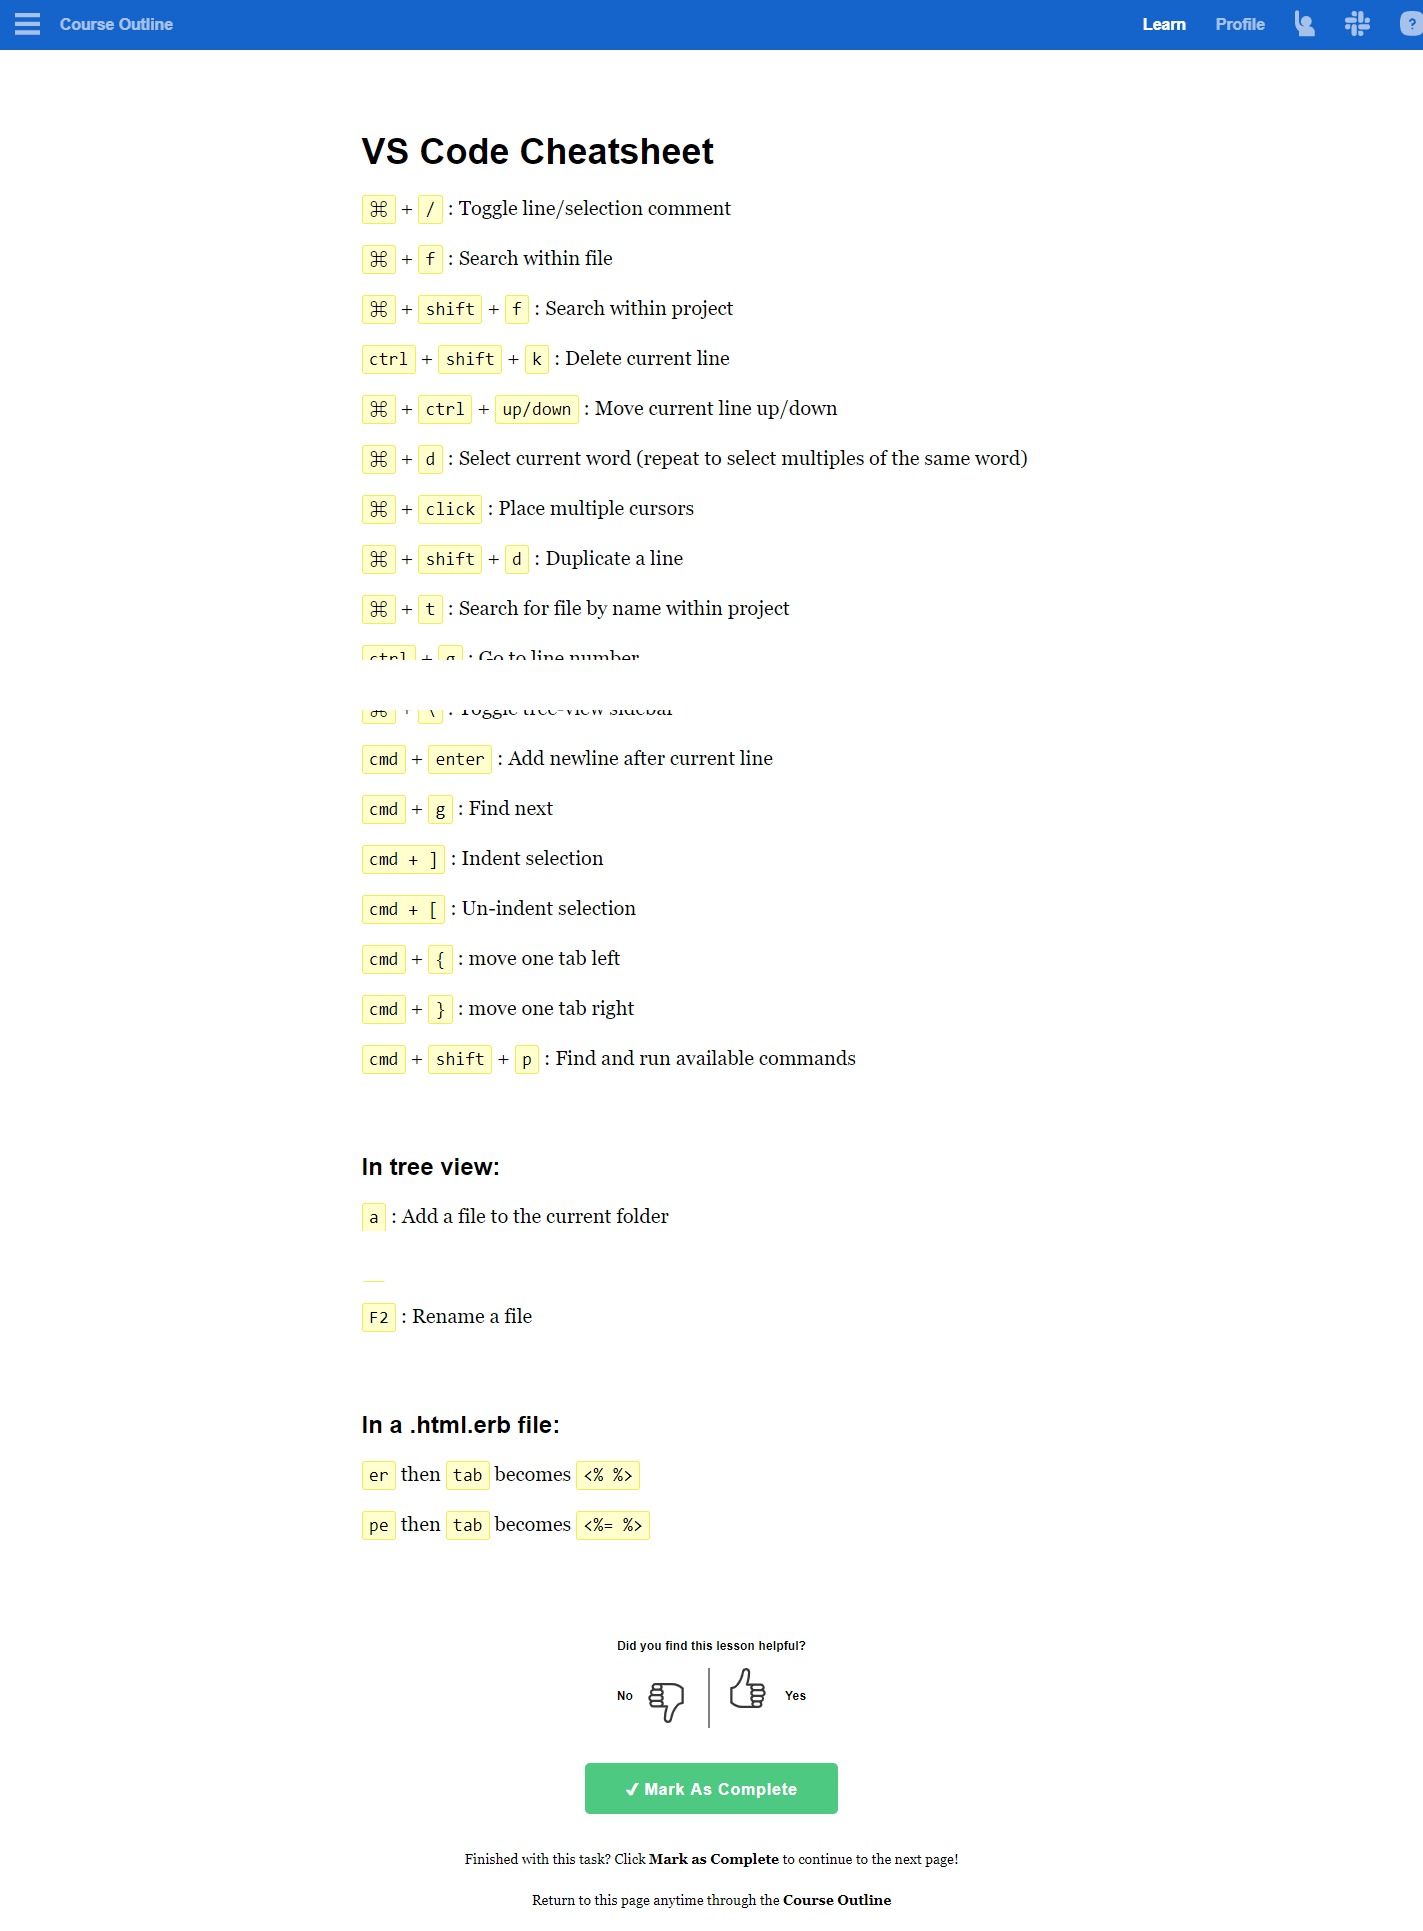 Course Outline
Learn Profile ?
VS Code Cheatsheet
⌘ + / : Toggle line/selection comment
⌘ + f : Search within file
⌘ + shift + f : Search within project
ctrl + shift + k : Delete current line
⌘ + ctrl + up/down : Move current line up/down
⌘ + d : Select current word (repeat to select multiples of the same word)
⌘ + click : Place multiple cursors
⌘ + shift + d : Duplicate a line
⌘ + t : Search for file by name within project
ctrl + g : Go to line number
⌘ + \ : Toggle tree-view sidebar
cmd + enter : Add newline after current line
cmd + g : Find next
cmd + ] : Indent selection
cmd + [ : Un-indent selection
cmd + { : move one tab left
cmd + } : move one tab right
cmd + shift + p : Find and run available commands
In tree view:
a : Add a file to the current folder
F2 : Rename a file
In a .html.erb file:
er then tab becomes <% %>
pe then tab becomes <%= %>
Did you find this lesson helpful?
No Yes
✓ Mark As Complete
Finished with this task? Click Mark as Complete to continue to the next page!
Return to this page anytime through the Course Outline